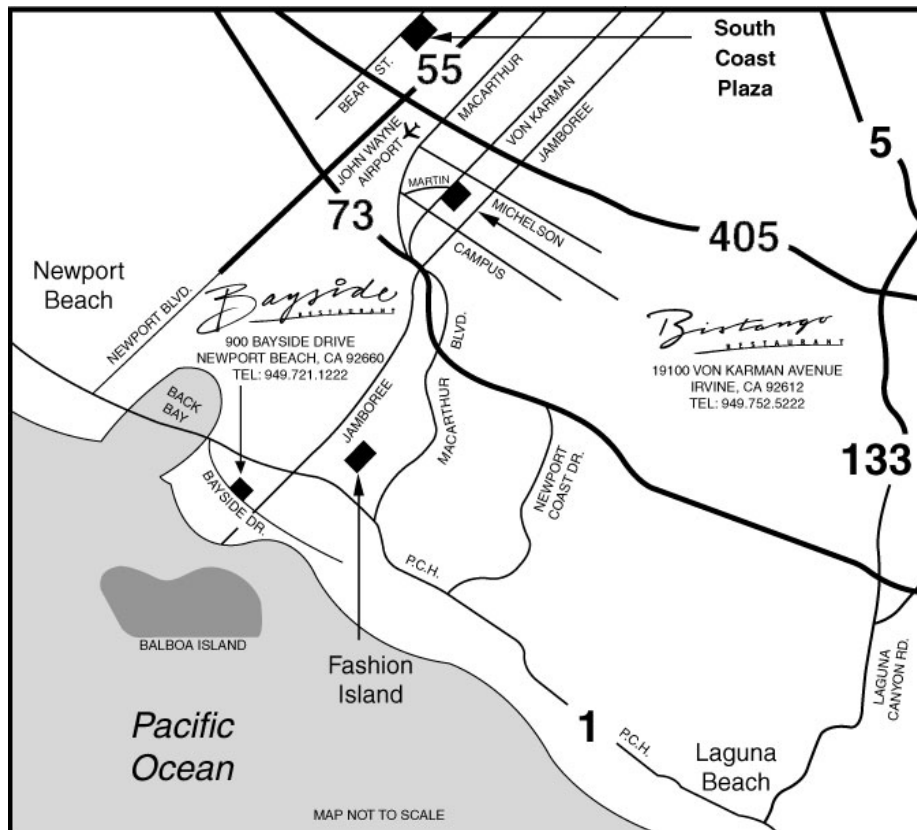 South
Coast
Plaza
BEAR ST.
55
MACARTHUR
VON KARMAN
JAMBOREE
5
JOHN WAYNE
AIRPORT
MARTIN
73
MICHELSON
405
CAMPUS
Newport
Beach
NEWPORT BLVD.
Bayside
RESTAURANT
900 BAYSIDE DRIVE
NEWPORT BEACH, CA 92660
TEL: 949.721.1222
BLVD.
MACARTHUR
Bistango
RESTAURANT
19100 VON KARMAN AVENUE
IRVINE, CA 92612
TEL: 949.752.5222
BACK
BAY
JAMBOREE
NEWPORT
COAST DR.
133
BAYSIDE DR.
P.C.H.
BALBOA ISLAND
Fashion
Island
LAGUNA
CANYON RD.
Pacific
Ocean
1
P.C.H.
Laguna
Beach
MAP NOT TO SCALE